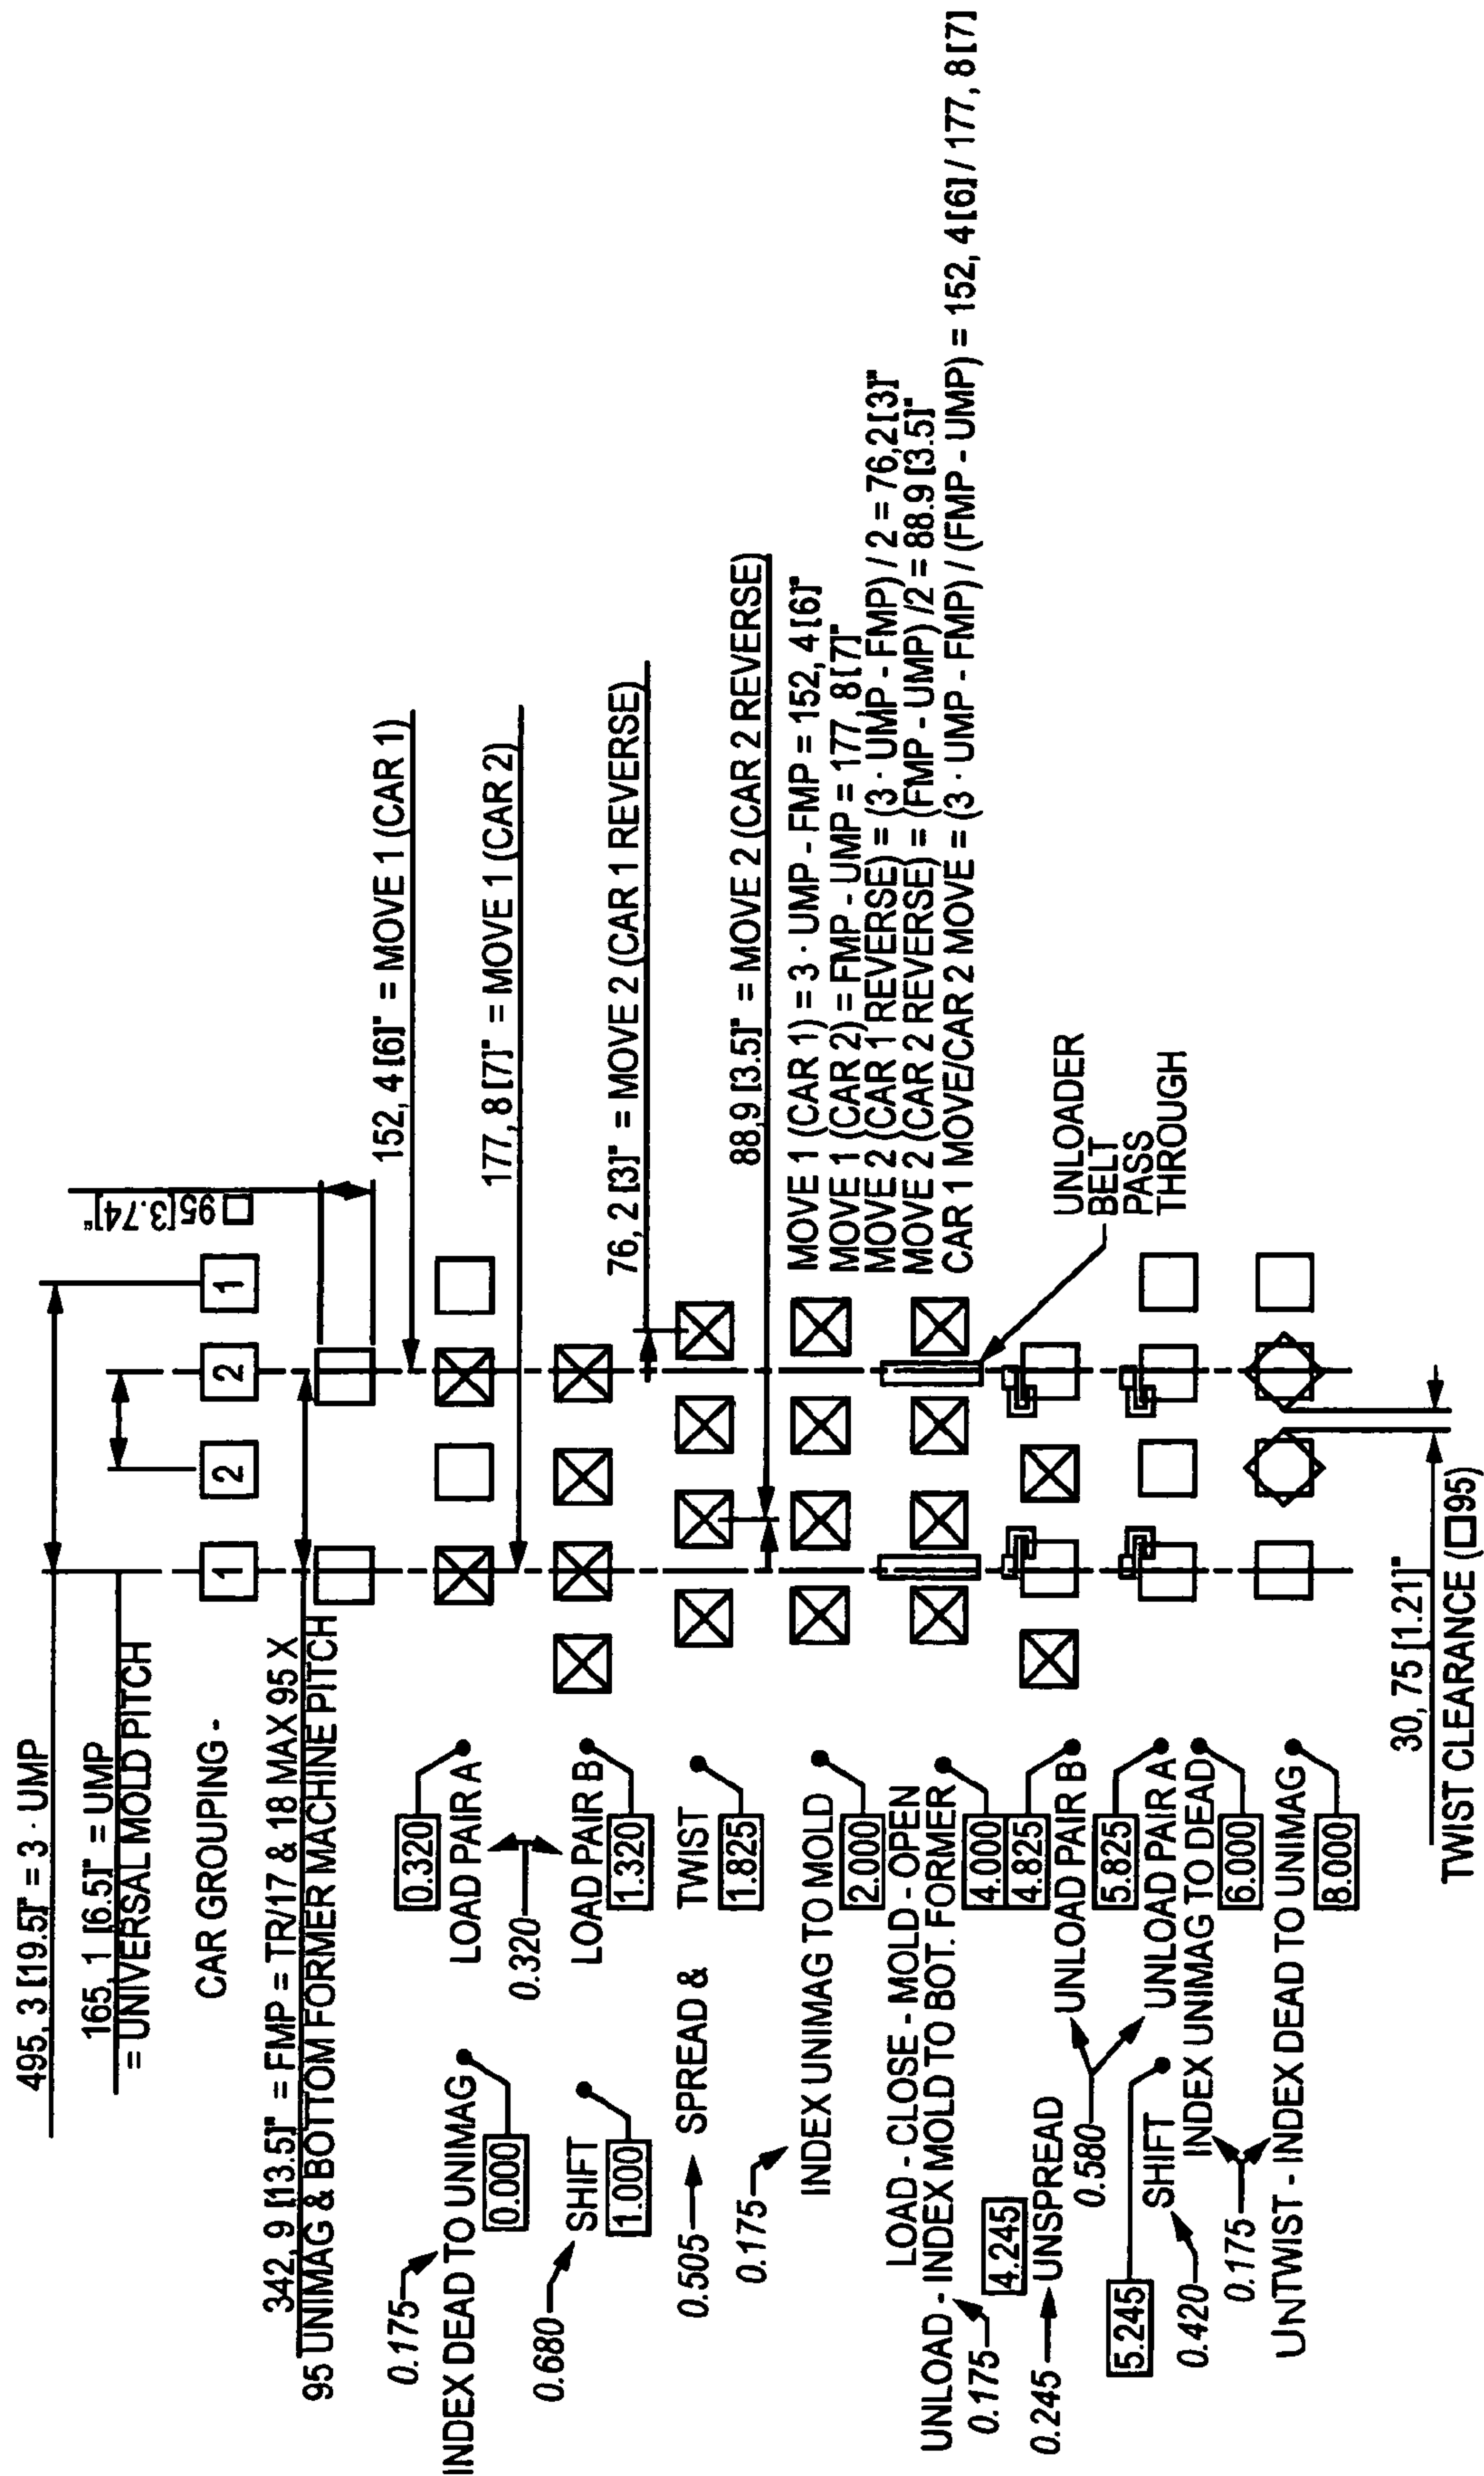 495, 3 [19.5]" = 3 · UMP
165, 1 [6.5]" = UMP
= UNIVERSAL MOLD PITCH
CAR GROUPING -
1
2
2
1
342, 9 [13.5]" = FMP = TR/17 & 18 MAX 95 X
95 UNIMAG & BOTTOM FORMER MACHINE PITCH
□ 95[3.74]"
152, 4 [6]" = MOVE 1 (CAR 1)
177, 8 [7]" = MOVE 1 (CAR 2)
76, 2 [3]" = MOVE 2 (CAR 1 REVERSE)
88,9 [3.5]" = MOVE 2 (CAR 2 REVERSE)
MOVE 1 (CAR 1) = 3 · UMP - FMP = 152, 4 [6]"
MOVE 1 (CAR 2) = FMP - UMP = 177, 8 [7]"
MOVE 2 (CAR 1 REVERSE) = (3 · UMP - FMP) / 2 = 76,2 [3]"
MOVE 2 (CAR 2 REVERSE) = (FMP - UMP) /2 = 88.9 [3.5]"
CAR 1 MOVE/CAR 2 MOVE = (3 · UMP - FMP) / (FMP - UMP) = 152, 4 [6] / 177, 8 [7]
UNLOADER
BELT
PASS
THROUGH
0.175
INDEX DEAD TO UNIMAG
0.000
0.320
LOAD PAIR A
0.320
0.680
SHIFT
1.000
LOAD PAIR B
1.320
0.505
SPREAD & TWIST
1.825
0.175
INDEX UNIMAG TO MOLD
2.000
LOAD - CLOSE - MOLD - OPEN
UNLOAD - INDEX MOLD TO BOT. FORMER
0.175
4.000
4.245
0.245
UNSPREAD
4.825
UNLOAD PAIR B
0.580
5.825
UNLOAD PAIR A
5.245
SHIFT
0.420
INDEX UNIMAG TO DEAD
6.000
0.175
UNTWIST - INDEX DEAD TO UNIMAG
8.000
30, 75 [1.21]"
TWIST CLEARANCE (□95)